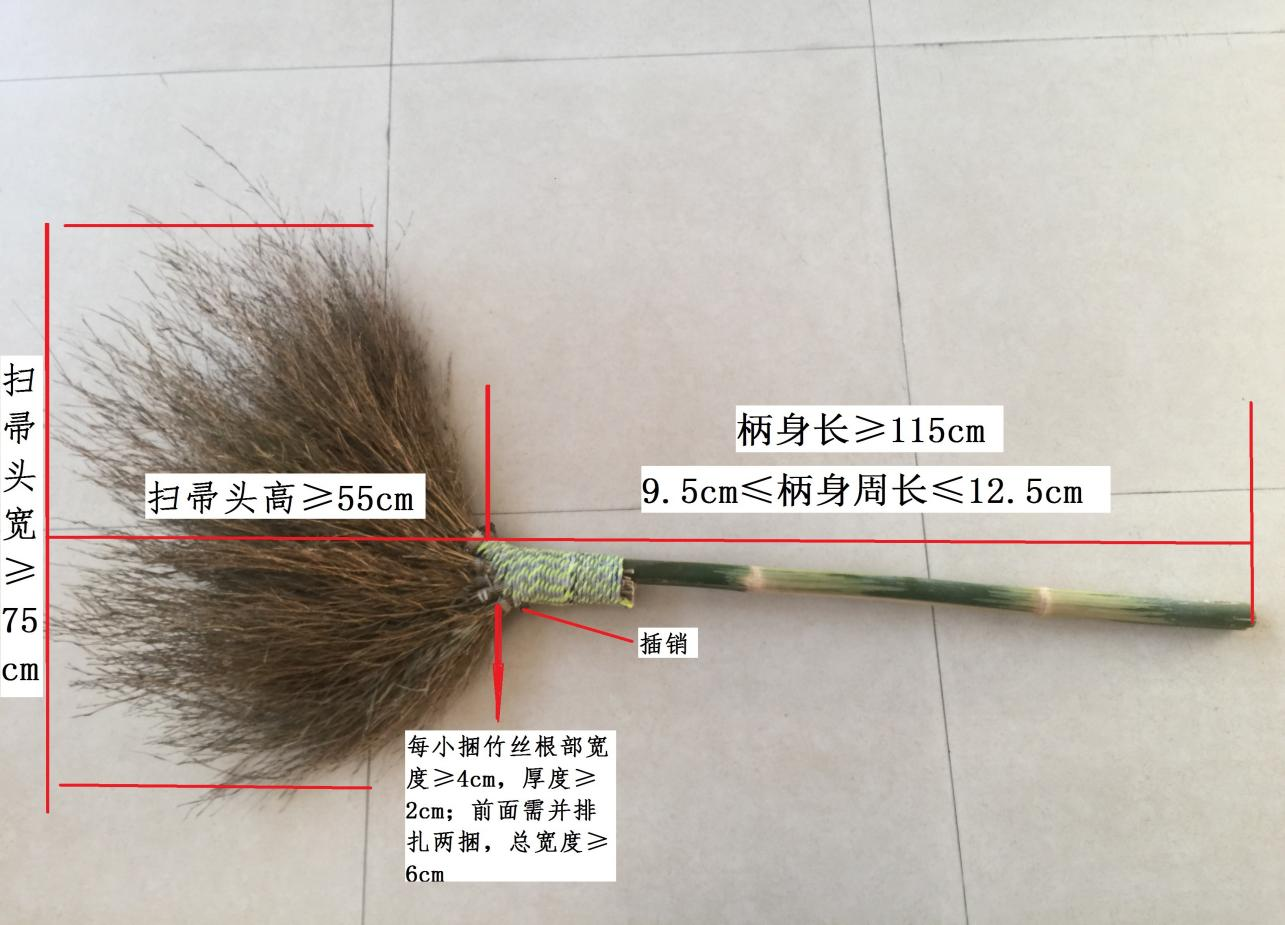 扫帚头宽≥75cm
扫帚头高≥55cm
柄身长≥115cm
9.5cm≤柄身周长≤12.5cm
插销
每小捆竹丝根部宽
度≥4cm，厚度≥
2cm；前面需并排
扎两捆，总宽度≥
6cm